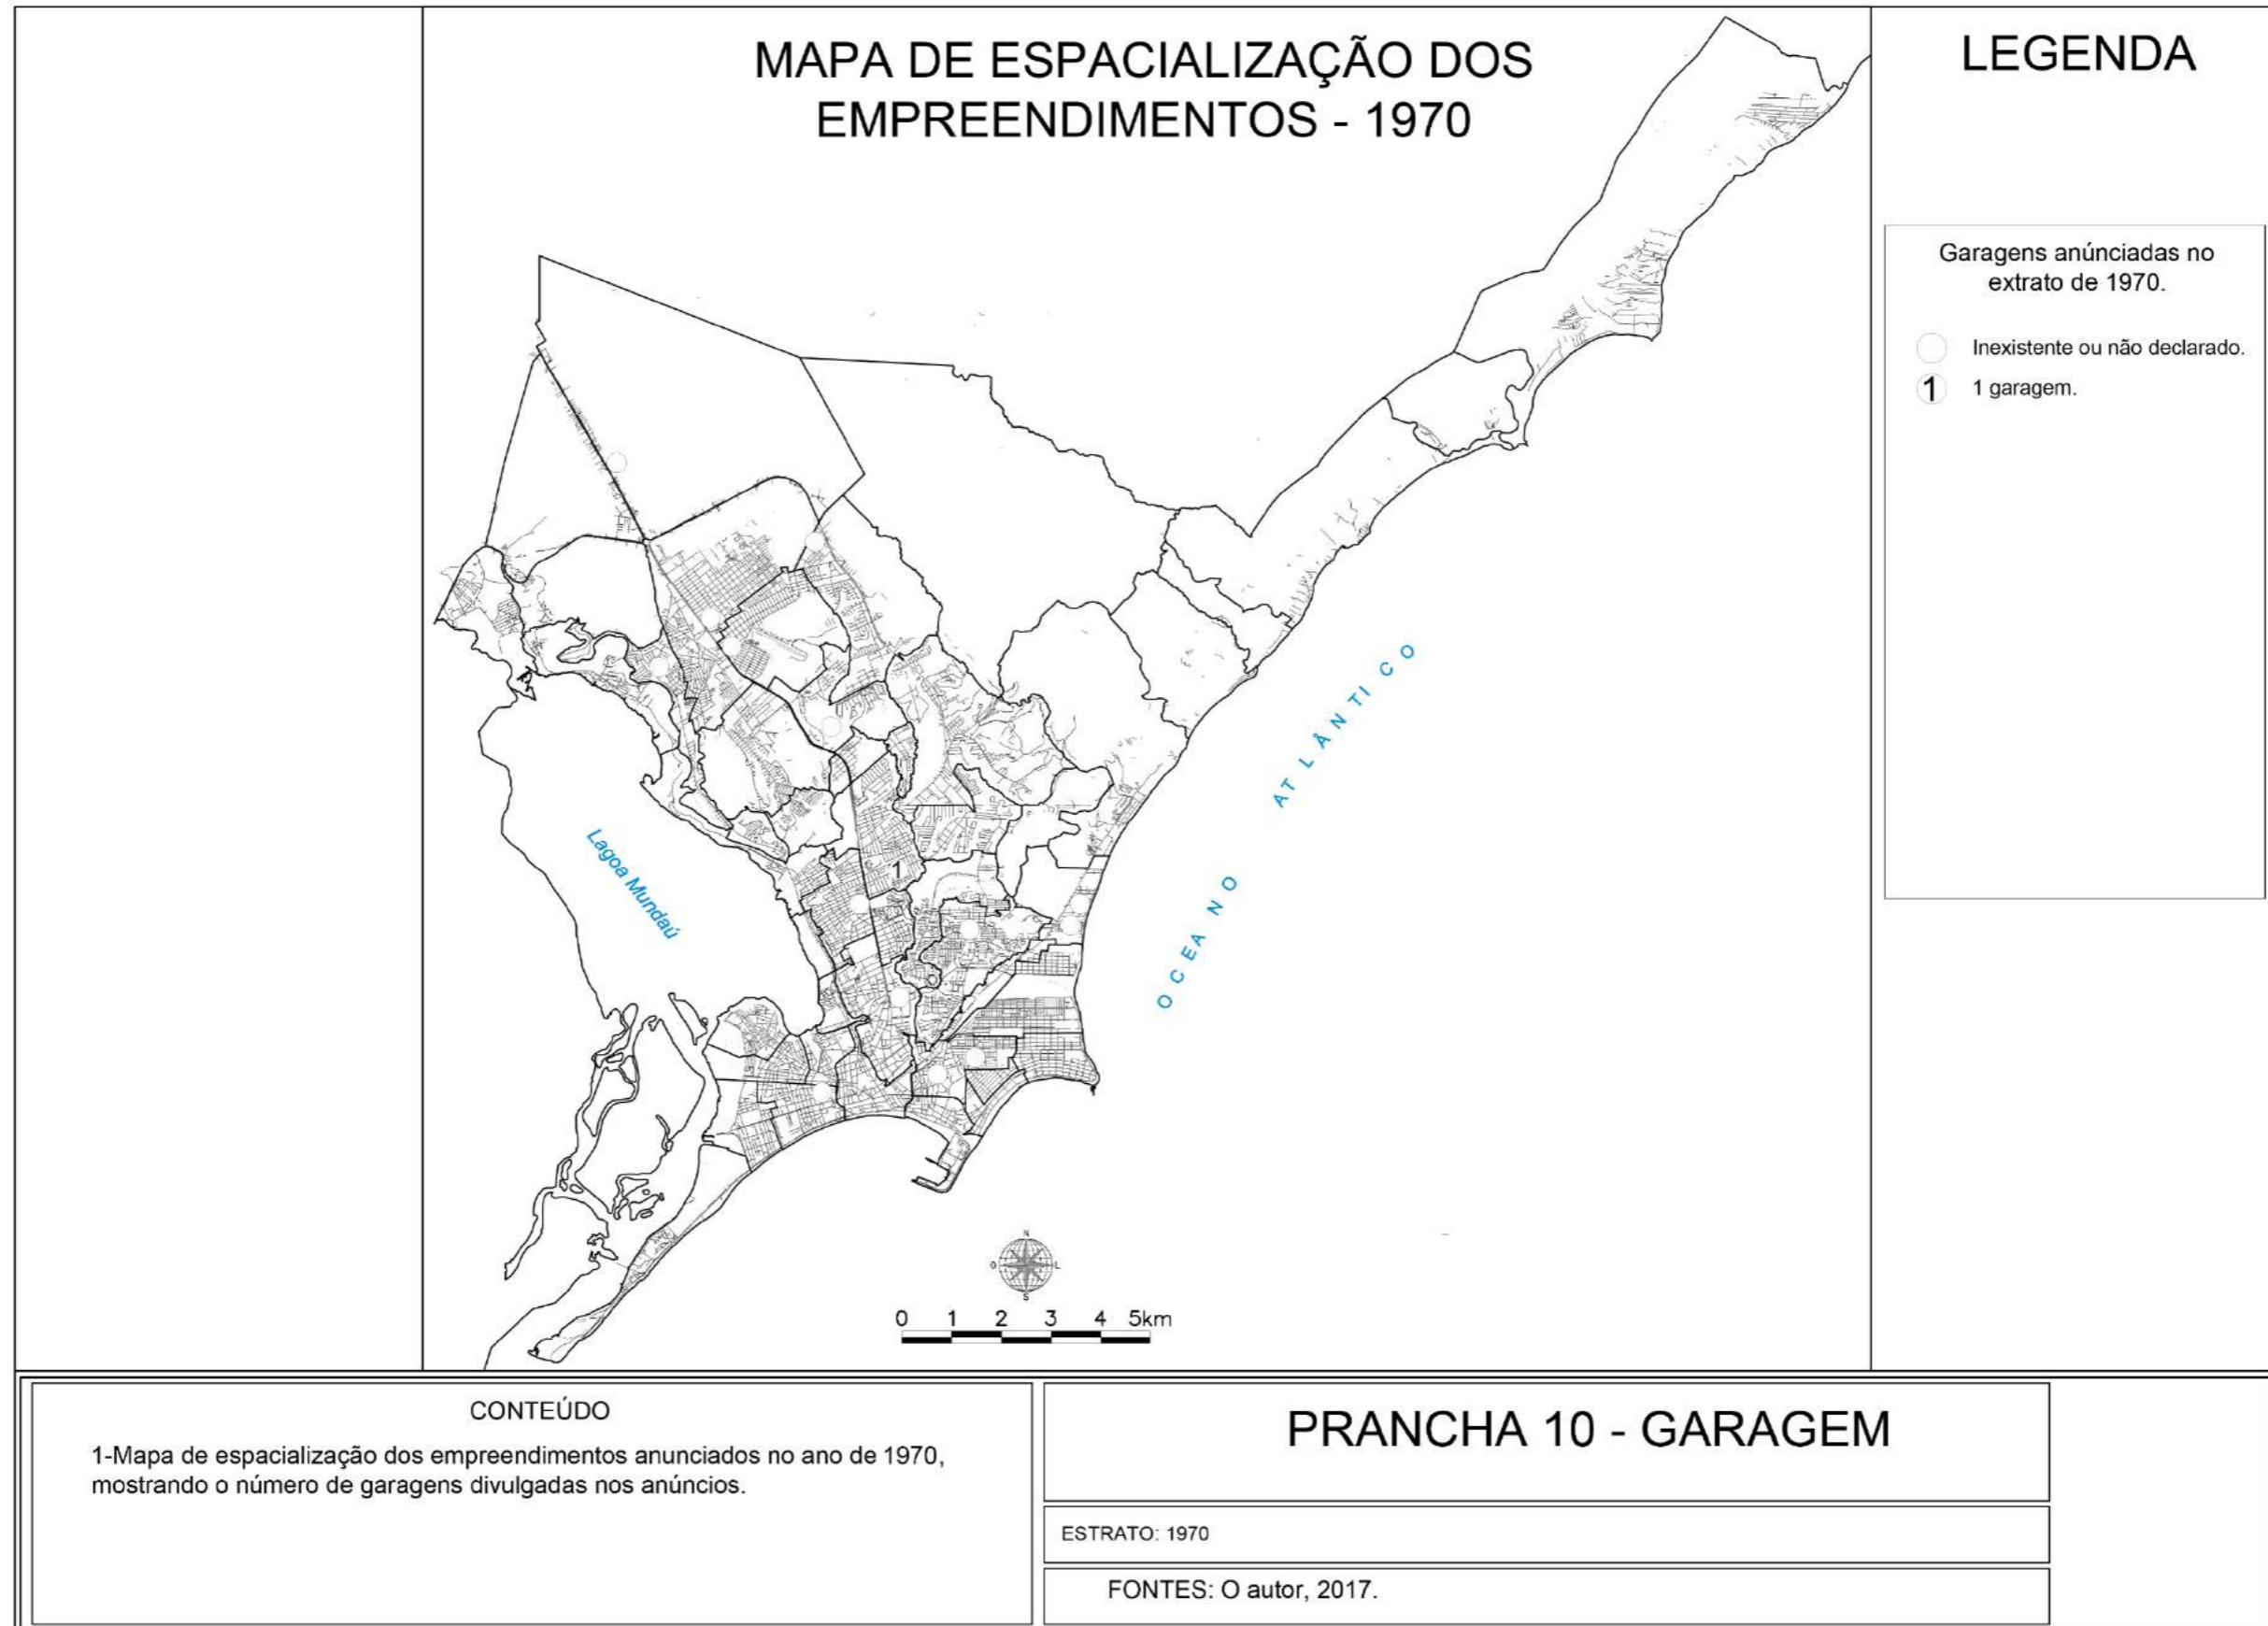 MAPA DE ESPACIALIZAÇÃO DOS
EMPREENDIMENTOS - 1970
LEGENDA
Garagens anúnciadas no
extrato de 1970.
Inexistente ou não declarado.
1 1 garagem.
1
Lagoa Mundaú
OCEANO ATLÂNTICO
N
O L
S
0 1 2 3 4 5km
CONTEÚDO
1-Mapa de espacialização dos empreendimentos anunciados no ano de 1970,
mostrando o número de garagens divulgadas nos anúncios.
PRANCHA 10 - GARAGEM
ESTRATO: 1970
FONTES: O autor, 2017.